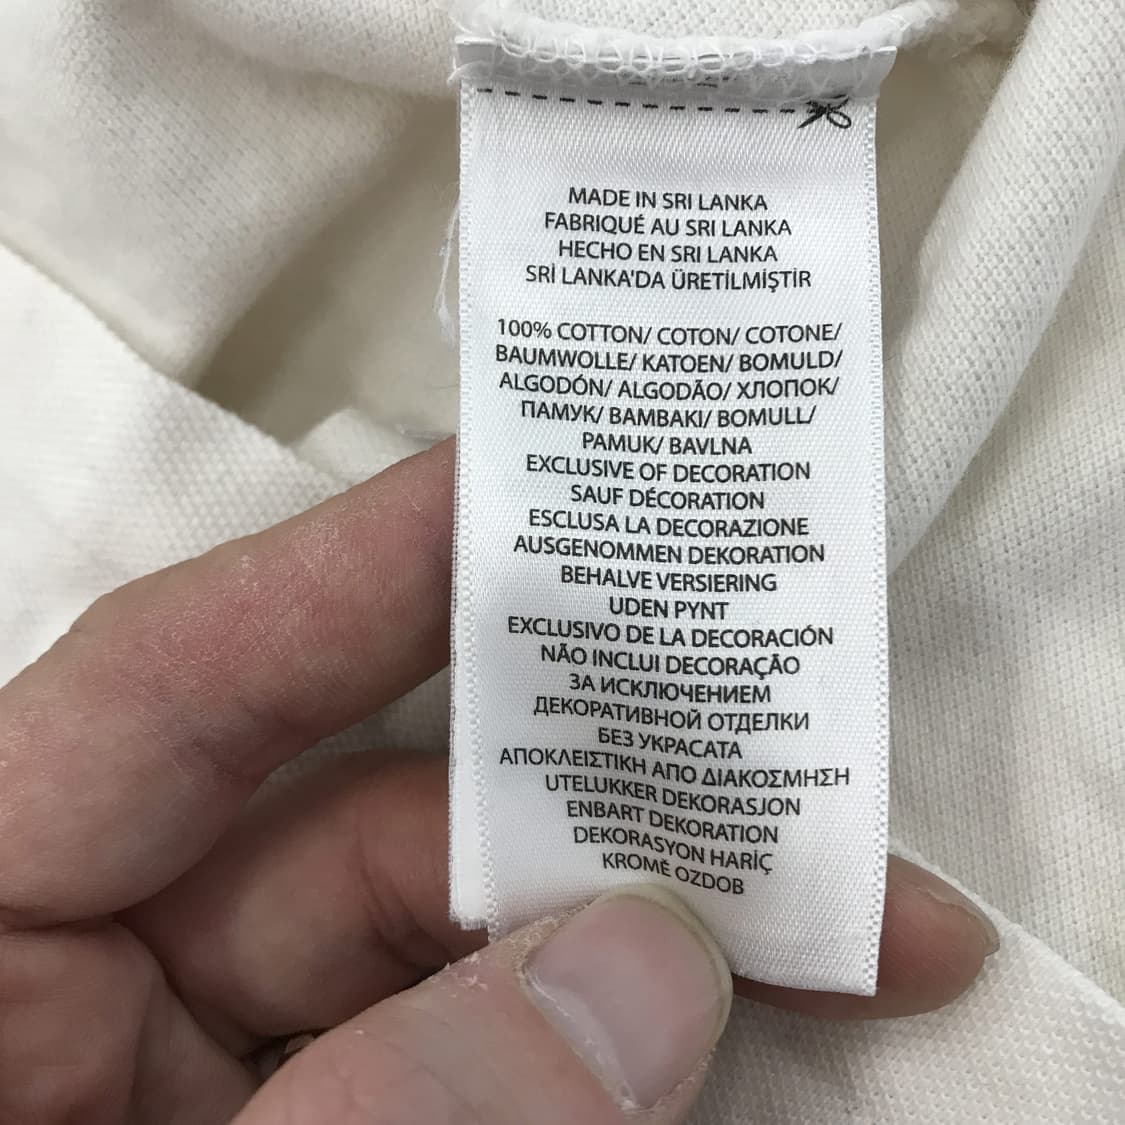 MADE IN SRI LANKA
FABRIQUÉ AU SRI LANKA
HECHO EN SRI LANKA
SRİ LANKA'DA ÜRETİLMİŞTİR
100% COTTON/ COTON/ COTONE/
BAUMWOLLE/ KATOEN/ BOMULD/
ALGODÓN/ ALGODÃO/ ХЛОПОК/
ПАМУК/ BAMBAKI/ BOMULL/
PAMUK/ BAVLNA
EXCLUSIVE OF DECORATION
SAUF DÉCORATION
ESCLUSA LA DECORAZIONE
AUSGENOMMEN DEKORATION
BEHALVE VERSIERING
UDEN PYNT
EXCLUSIVO DE LA DECORACIÓN
NÃO INCLUI DECORAÇÃO
ЗА ИСКЛЮЧЕНИЕМ
ДЕКОРАТИВНОЙ ОТДЕЛКИ
БЕЗ УКРАСАТА
ΑΠΟΚΛΕΙΣΤΙΚΗ ΑΠΟ ΔΙΑΚΟΣΜΗΣΗ
UTELUKKER DEKORASJON
ENBART DEKORATION
DEKORASYON HARİÇ
KROMĚ OZDOB